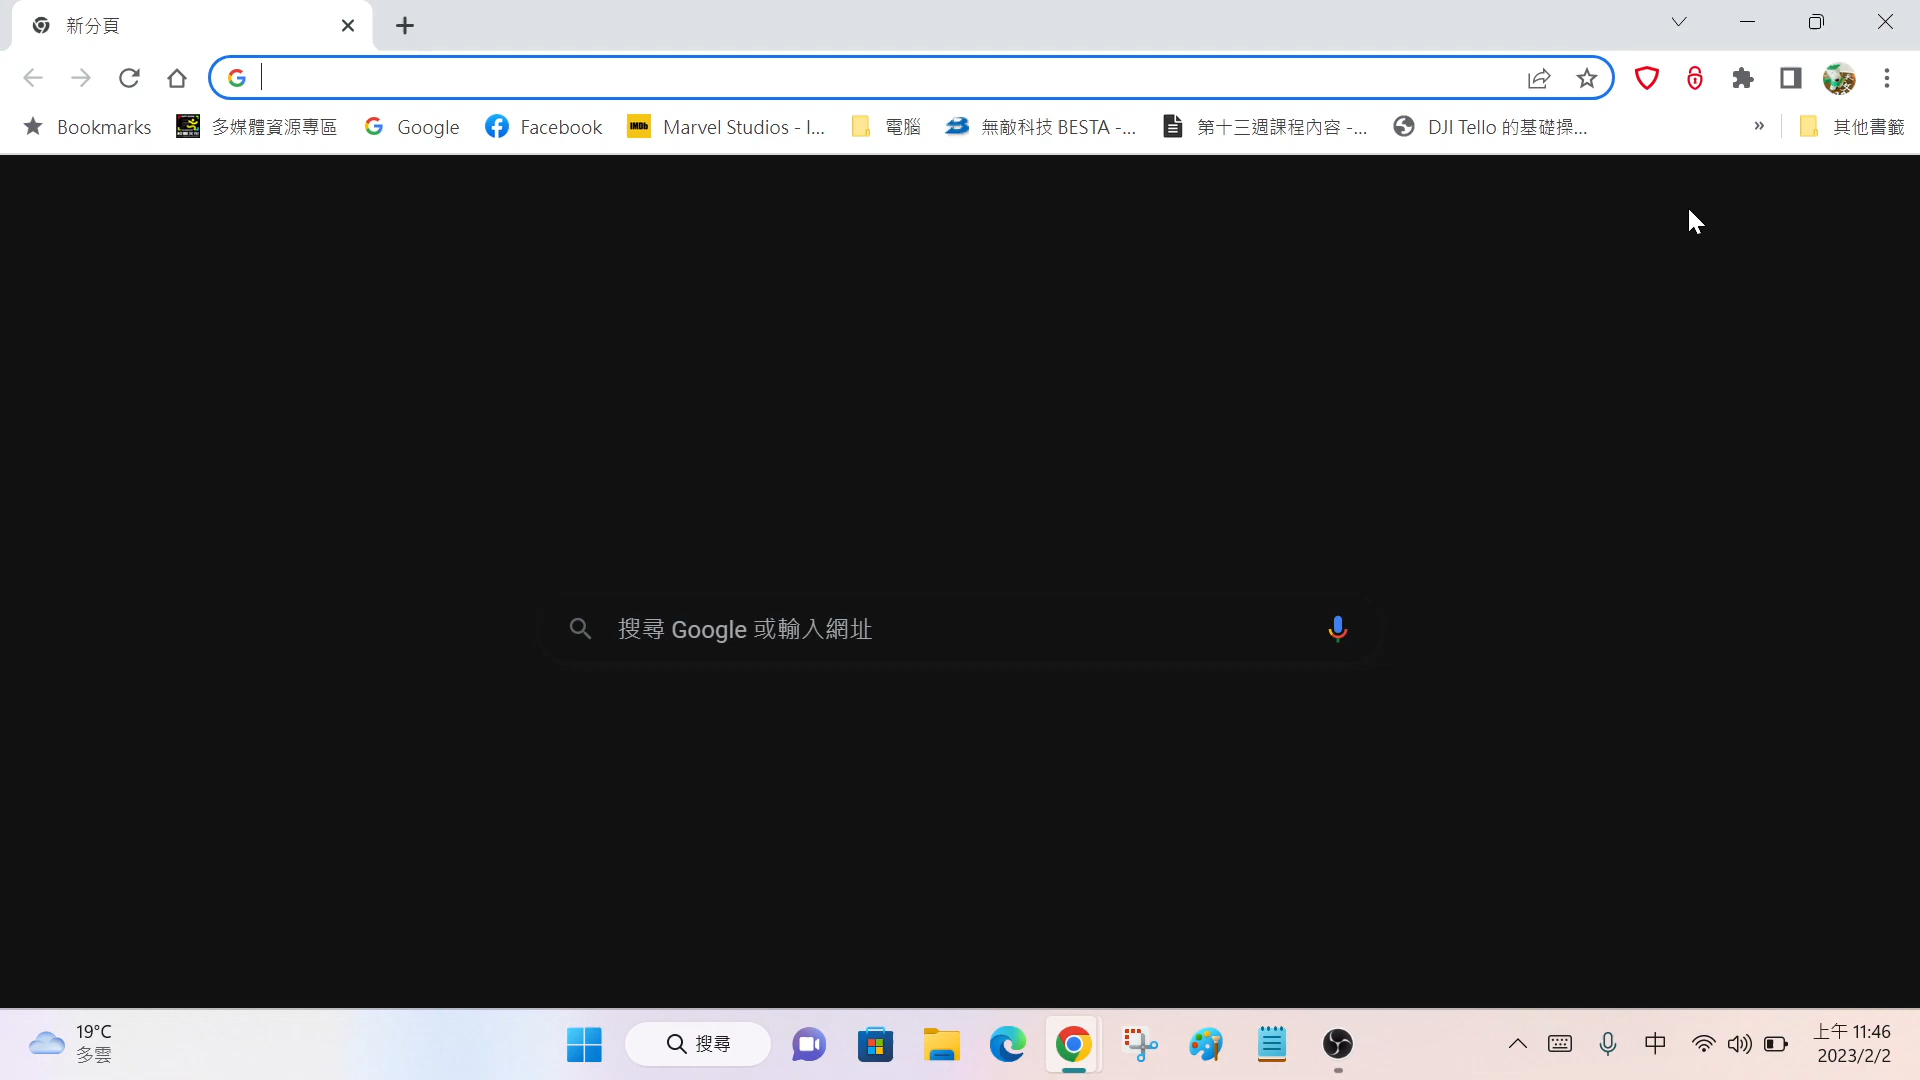 新分頁
Bookmarks 多媒體資源專區 Google Facebook IMDb Marvel Studios - I... 電腦 無敵科技 BESTA -... 第十三週課程內容 -... DJI Tello 的基礎操... » 其他書籤
搜尋 Google 或輸入網址
19°C
多雲
搜尋
中
上午 11:46
2023/2/2